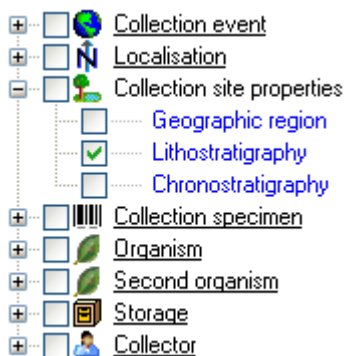 Collection event
Localisation
Collection site properties
Geographic region
Lithostratigraphy
Chronostratigraphy
Collection specimen
Organism
Second organism
Storage
Collector